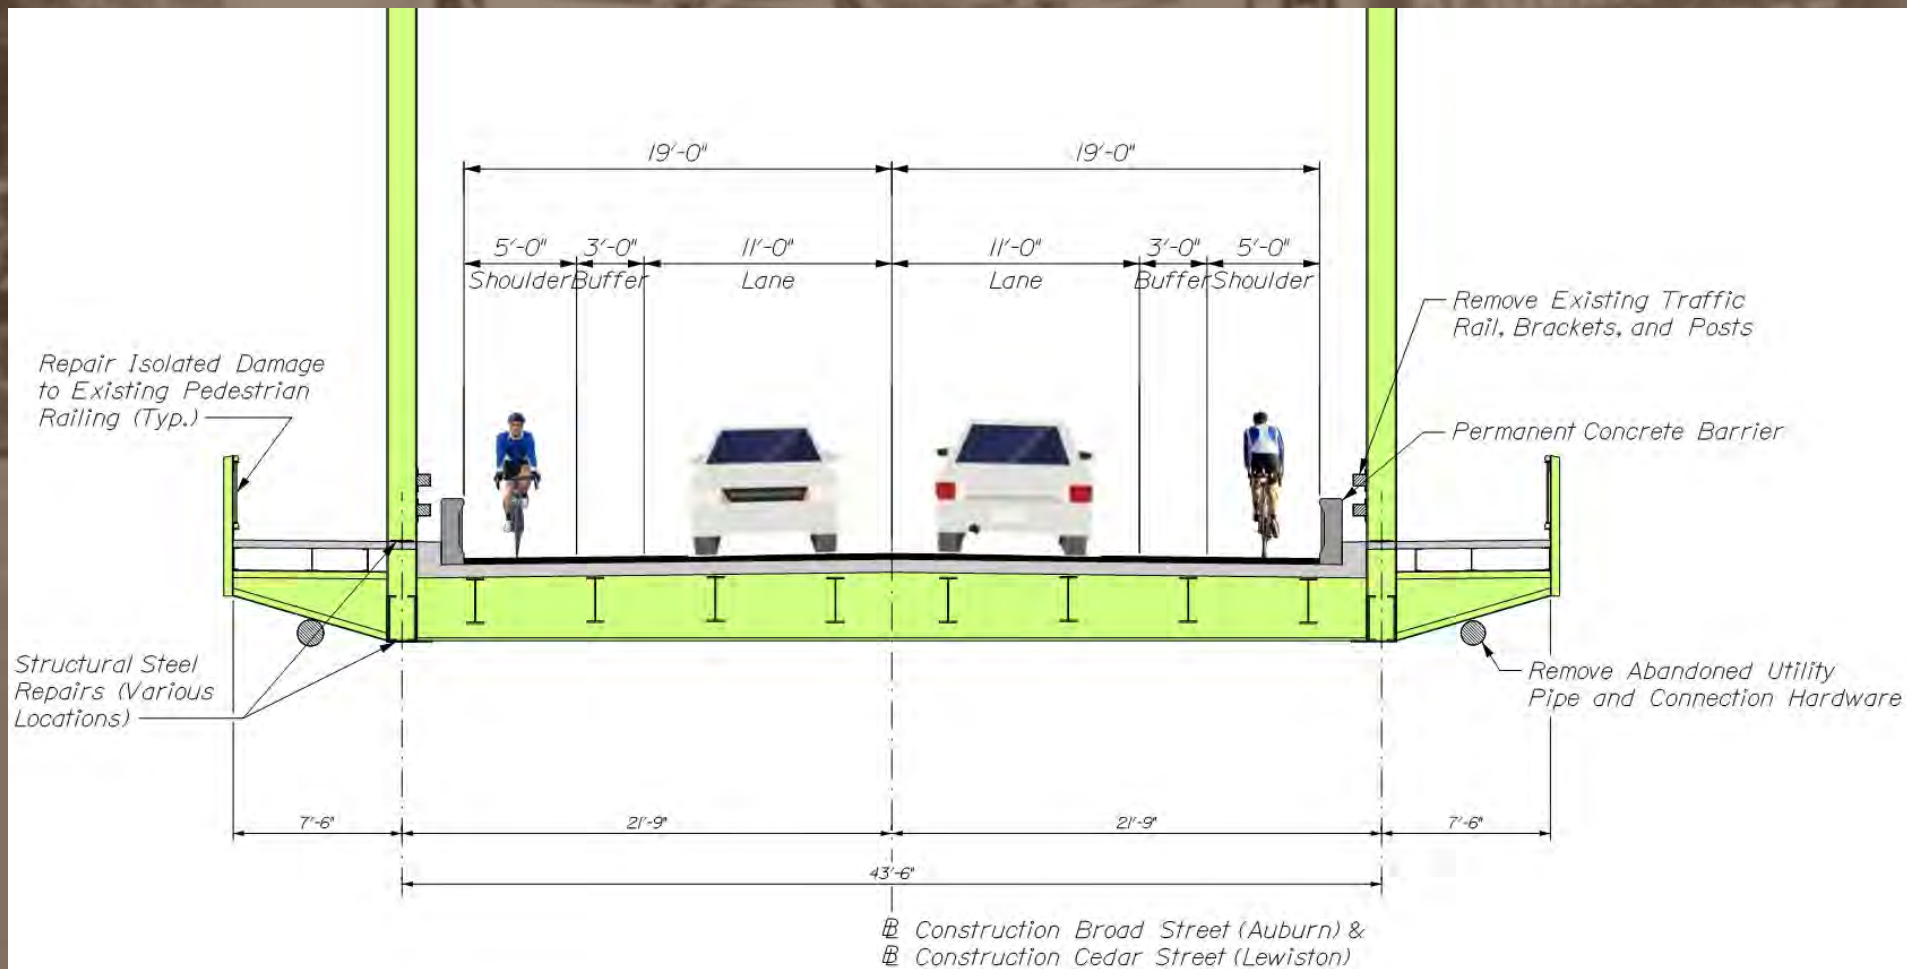 19'-0" 19'-0"
5'-0" 3'-0" 11'-0" 11'-0" 3'-0" 5'-0"
Shoulder Buffer Lane Lane Buffer Shoulder
Remove Existing Traffic
Rail, Brackets, and Posts
Repair Isolated Damage
to Existing Pedestrian
Railing (Typ.)
Permanent Concrete Barrier
Structural Steel
Repairs (Various
Locations)
Remove Abandoned Utility
Pipe and Connection Hardware
7'-6" 21'-9" 21'-9" 7'-6"
43'-6"
Construction Broad Street (Auburn) &
Construction Cedar Street (Lewiston)